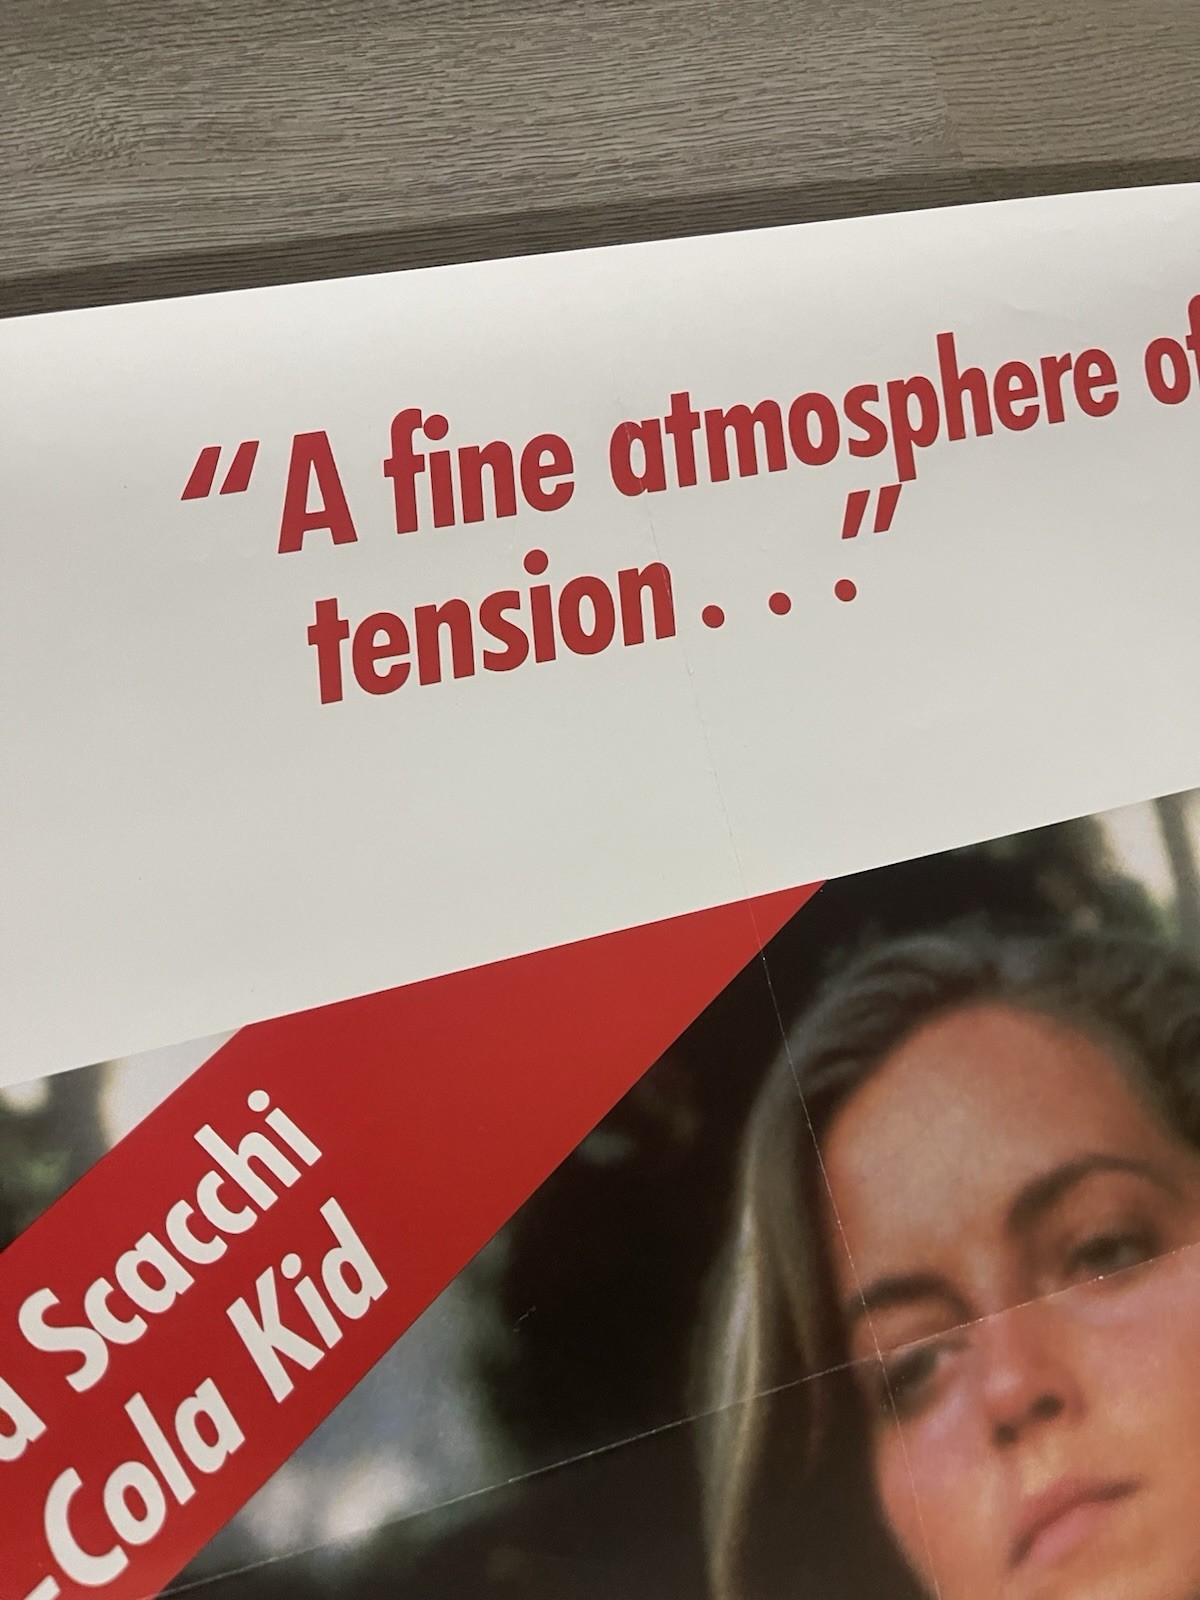 “A fine atmosphere of
tension...”
a Scacchi
-Cola Kid